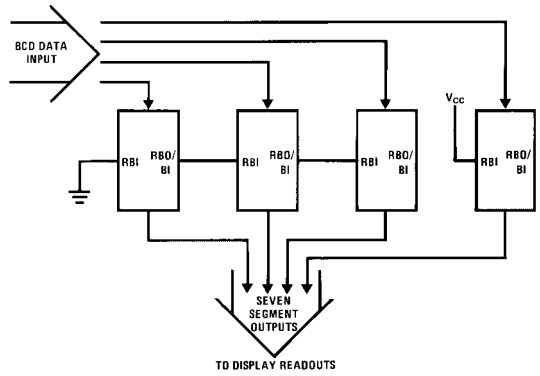 BCD DATA
INPUT
VCC
RBI
RBO/
BI
RBI
RBO/
BI
RBI
RBO/
BI
RBI
RBO/
BI
SEVEN
SEGMENT
OUTPUTS
TO DISPLAY READOUTS